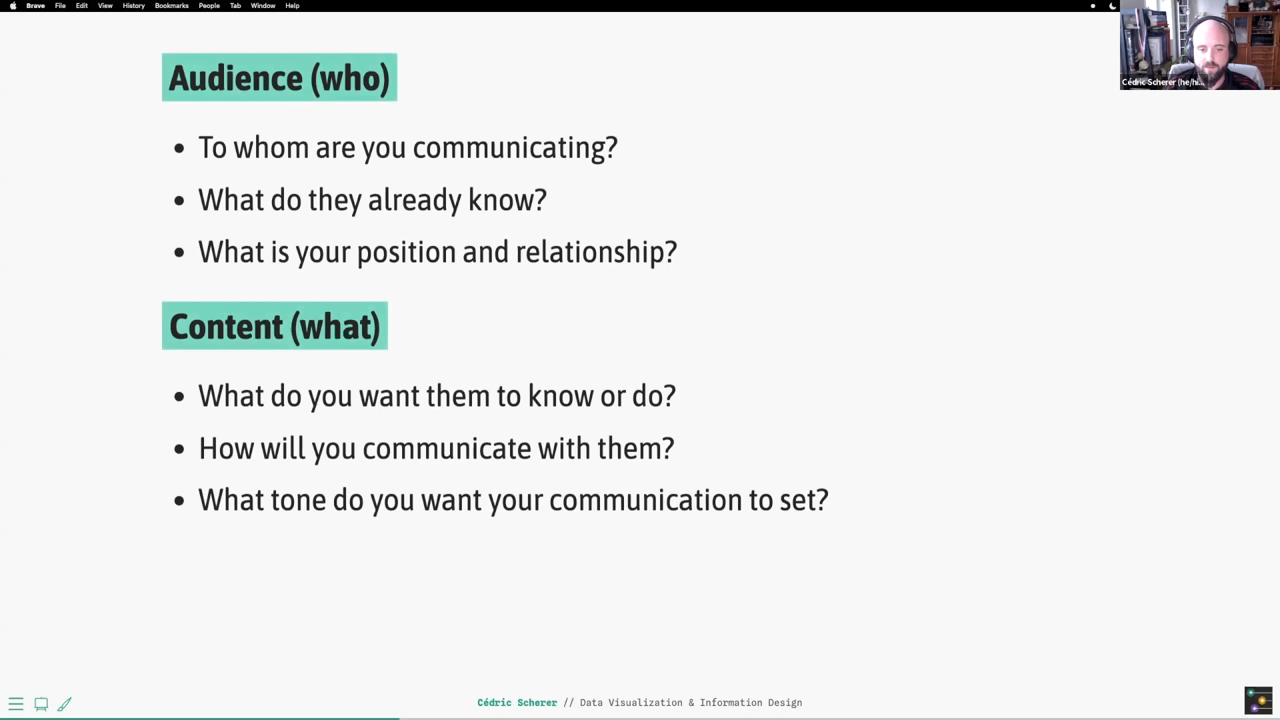 Brave File Edit View History Bookmarks People Tab Window Help
Cédric Scherer (he/hi...
Audience (who)
• To whom are you communicating?
• What do they already know?
• What is your position and relationship?
Content (what)
• What do you want them to know or do?
• How will you communicate with them?
• What tone do you want your communication to set?
Cédric Scherer // Data Visualization & Information Design